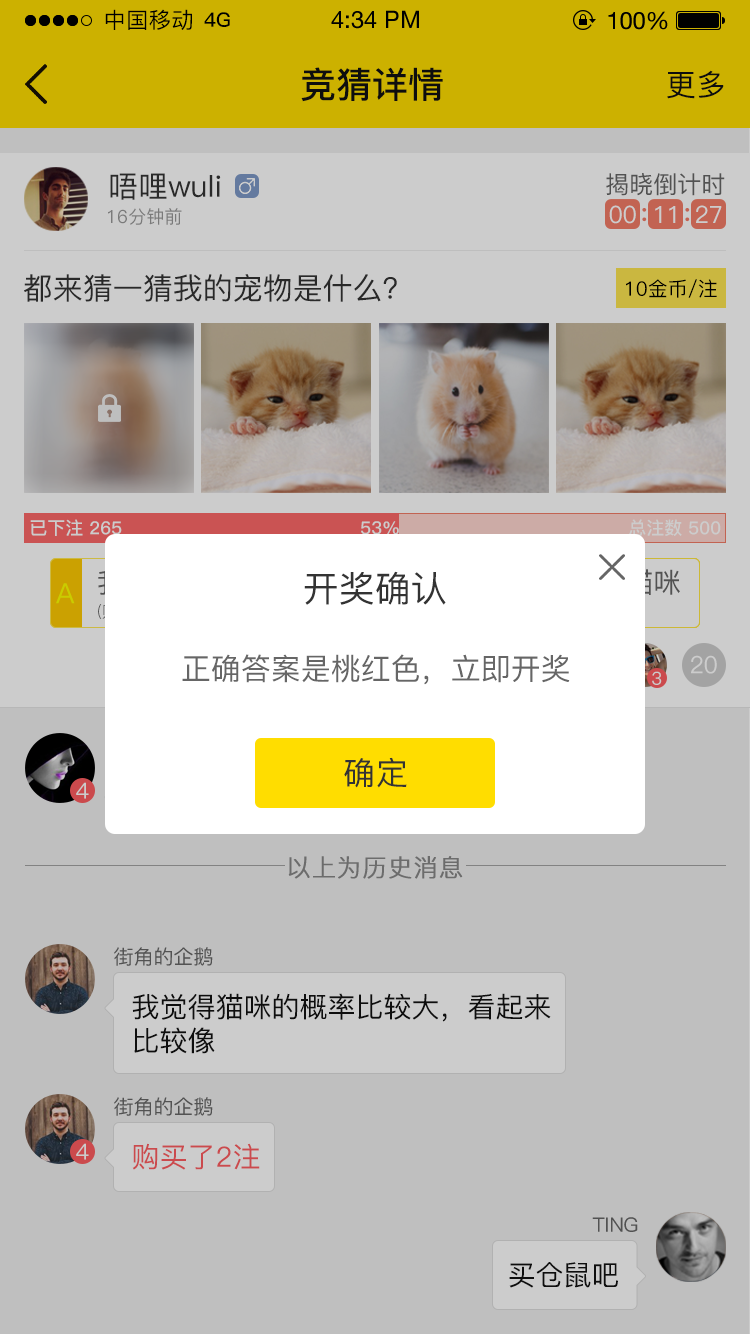 中国移动 4G 4:34 PM 100%
竞猜详情 更多
唔哩wuli 揭晓倒计时
16分钟前 00:11:27
都来猜一猜我的宠物是什么? 10金币/注
已下注 265 53% 总注数 500
A 猫咪
开奖确认
正确答案是桃红色，立即开奖
3 20
确定
4
以上为历史消息
街角的企鹅
我觉得猫咪的概率比较大，看起来
比较像
街角的企鹅
4 购买了2注
TING
买仓鼠吧